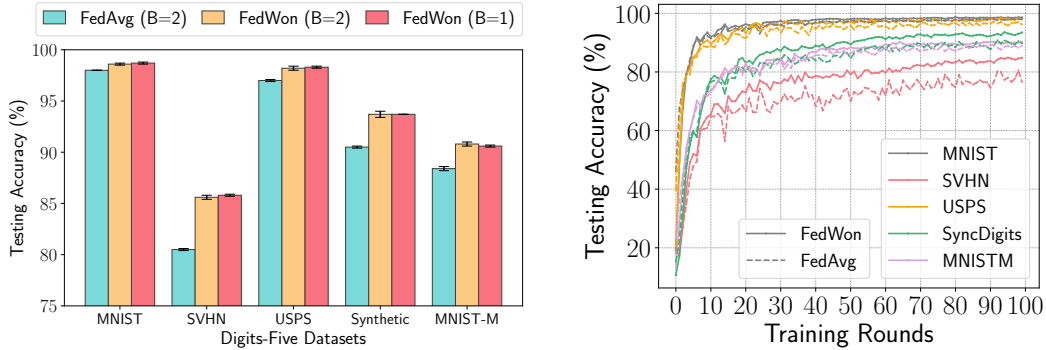 FedAvg (B=2) FedWon (B=2) FedWon (B=1)
100
95
90
85
80
75
Testing Accuracy (%)
MNIST SVHN USPS Synthetic MNIST-M
Digits-Five Datasets
100
80
60
40
20
Testing Accuracy (%)
FedWon
FedAvg
MNIST
SVHN
USPS
SyncDigits
MNISTM
0 10 20 30 40 50 60 70 80 90 100
Training Rounds